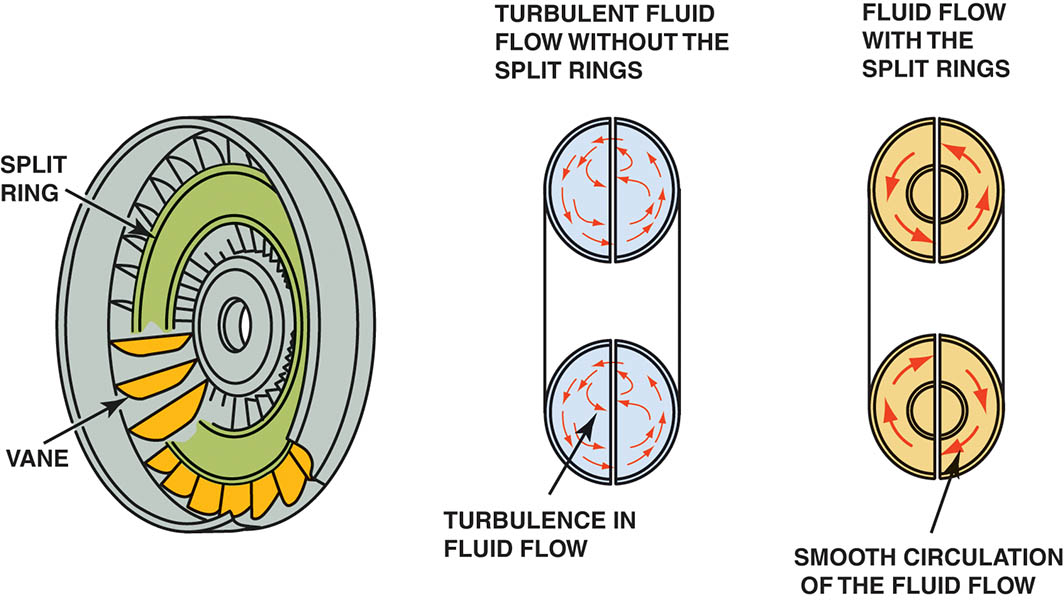 TURBULENT FLUID
FLOW WITHOUT THE
SPLIT RINGS
FLUID FLOW
WITH THE
SPLIT RINGS
SPLIT
RING
VANE
TURBULENCE IN
FLUID FLOW
SMOOTH CIRCULATION
OF THE FLUID FLOW